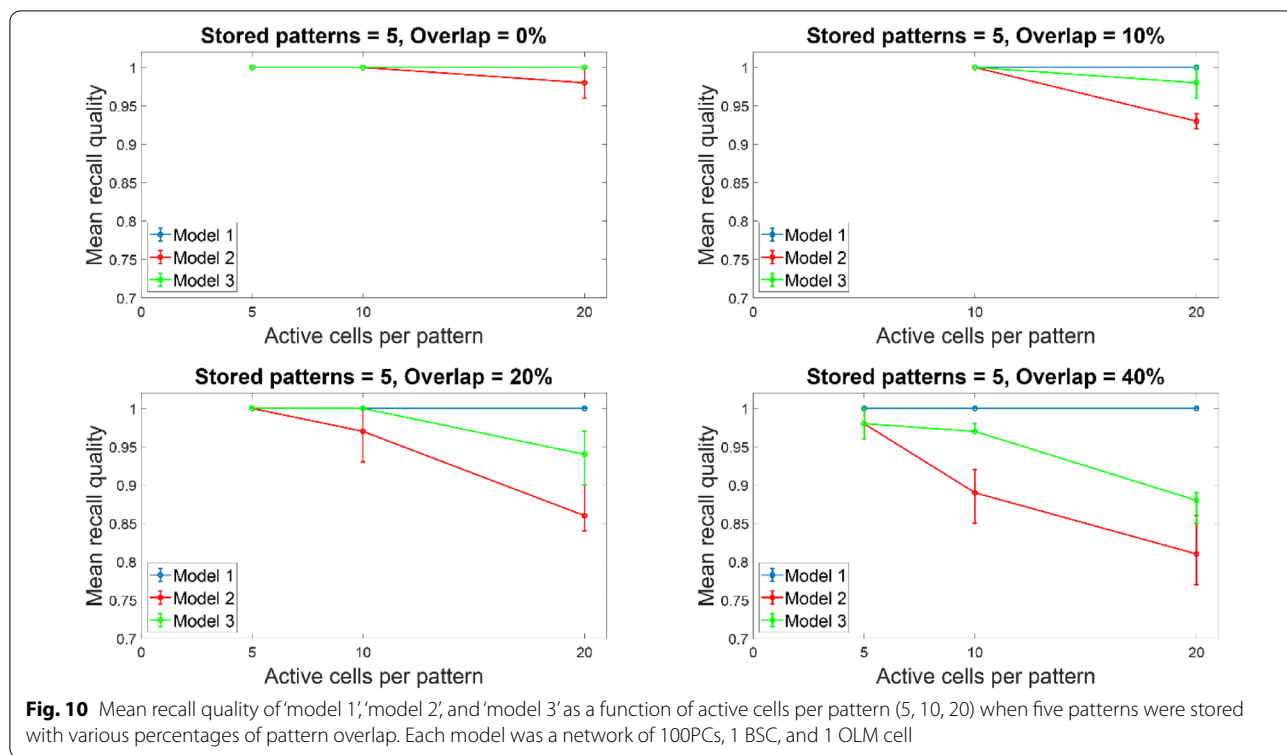 Stored patterns = 5, Overlap = 0%
Mean recall quality
1
0.95
0.9
0.85
0.8
0.75
0.7
Model 1
Model 2
Model 3
0 5 10 20
Active cells per pattern
Stored patterns = 5, Overlap = 10%
Mean recall quality
1
0.95
0.9
0.85
0.8
0.75
0.7
Model 1
Model 2
Model 3
0 10 20
Active cells per pattern
Stored patterns = 5, Overlap = 20%
Mean recall quality
1
0.95
0.9
0.85
0.8
0.75
0.7
Model 1
Model 2
Model 3
0 5 10 20
Active cells per pattern
Stored patterns = 5, Overlap = 40%
Mean recall quality
1
0.95
0.9
0.85
0.8
0.75
0.7
Model 1
Model 2
Model 3
0 5 10 20
Active cells per pattern
Fig. 10 Mean recall quality of 'model 1', 'model 2', and 'model 3' as a function of active cells per pattern (5, 10, 20) when five patterns were stored
with various percentages of pattern overlap. Each model was a network of 100PCs, 1 BSC, and 1 OLM cell